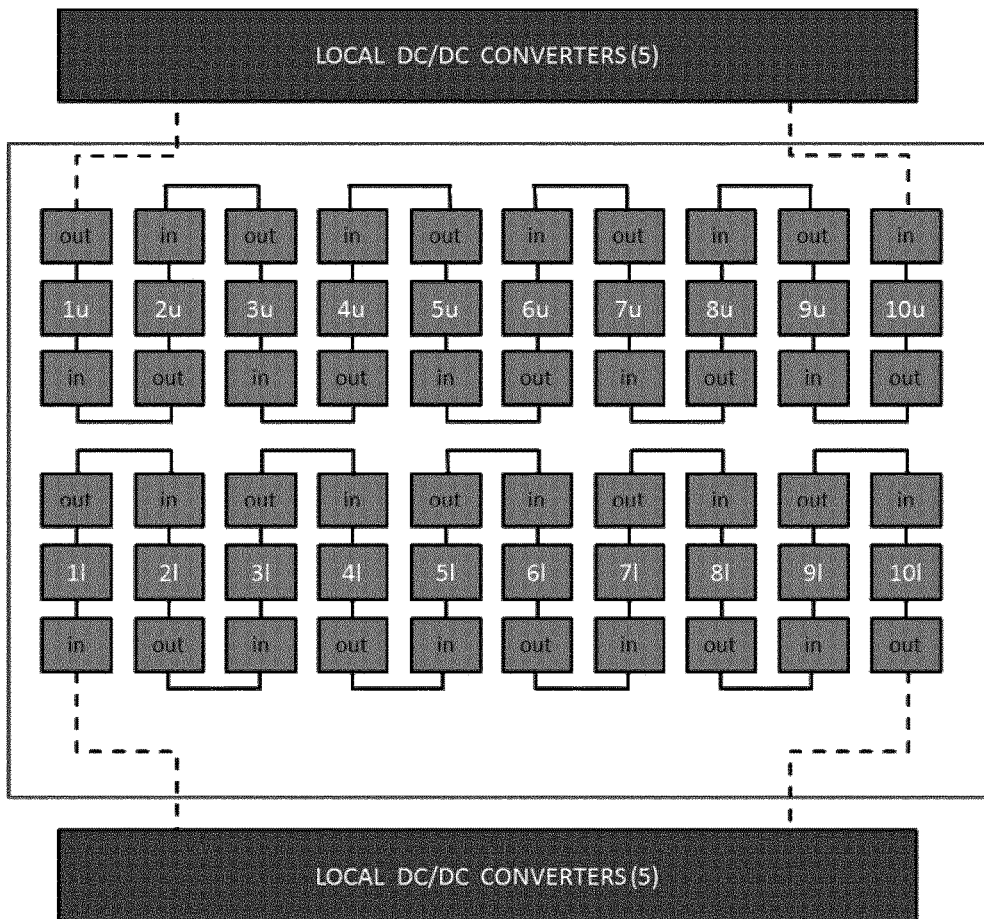 LOCAL DC/DC CONVERTERS (5)
out in out in out in out in out in
1u 2u 3u 4u 5u 6u 7u 8u 9u 10u
in out in out in out in out in out
out in out in out in out in out in
1l 2l 3l 4l 5l 6l 7l 8l 9l 10l
in out in out in out in out in out
LOCAL DC/DC CONVERTERS (5)